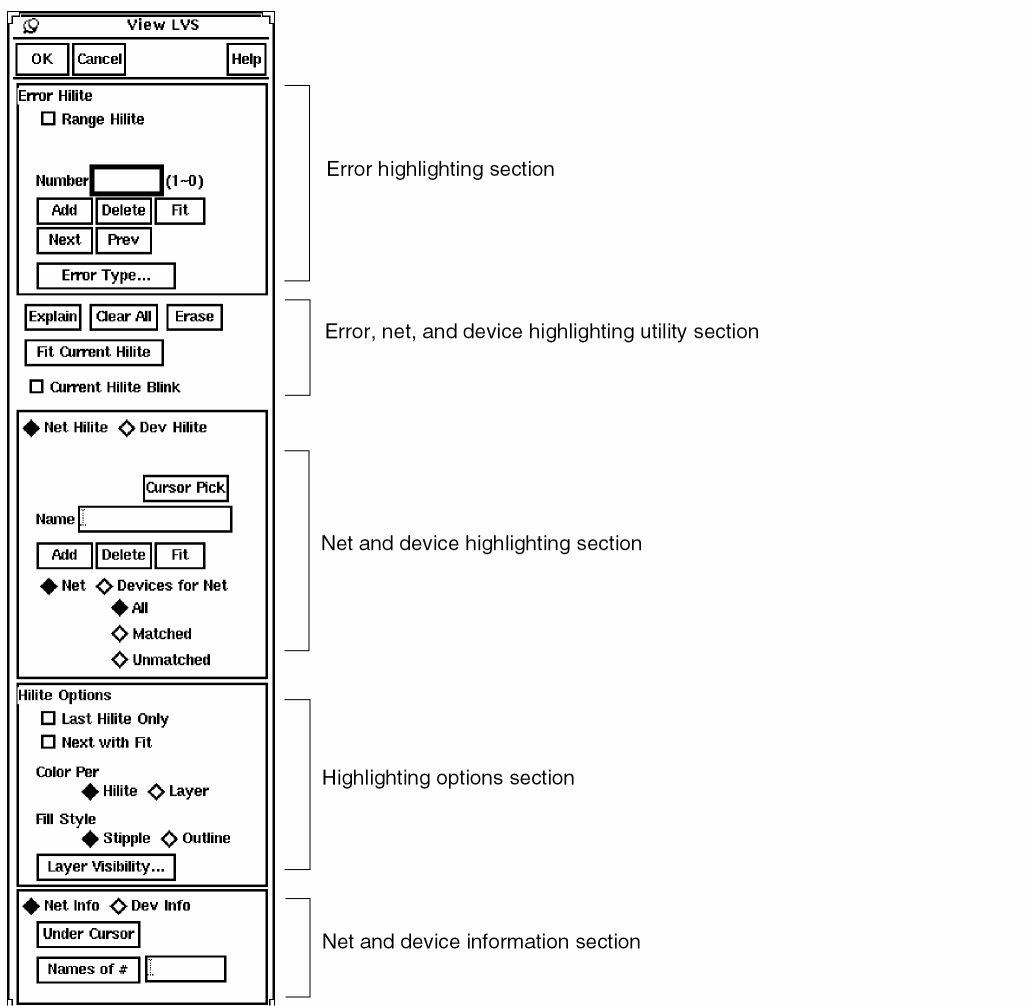 View LVS
OK Cancel Help
Error Hilite
Range Hilite
Error highlighting section
Number (1~0)
Add Delete Fit
Next Prev
Error Type...
Explain Clear All Erase
Error, net, and device highlighting utility section
Fit Current Hilite
Current Hilite Blink
Net Hilite Dev Hilite
Cursor Pick
Name
Net and device highlighting section
Add Delete Fit
Net Devices for Net
All
Matched
Unmatched
Hilite Options
Last Hilite Only
Next with Fit
Color Per
Highlighting options section
Hilite Layer
Fill Style
Stipple Outline
Layer Visibility...
Net Info Dev Info
Under Cursor
Net and device information section
Names of #